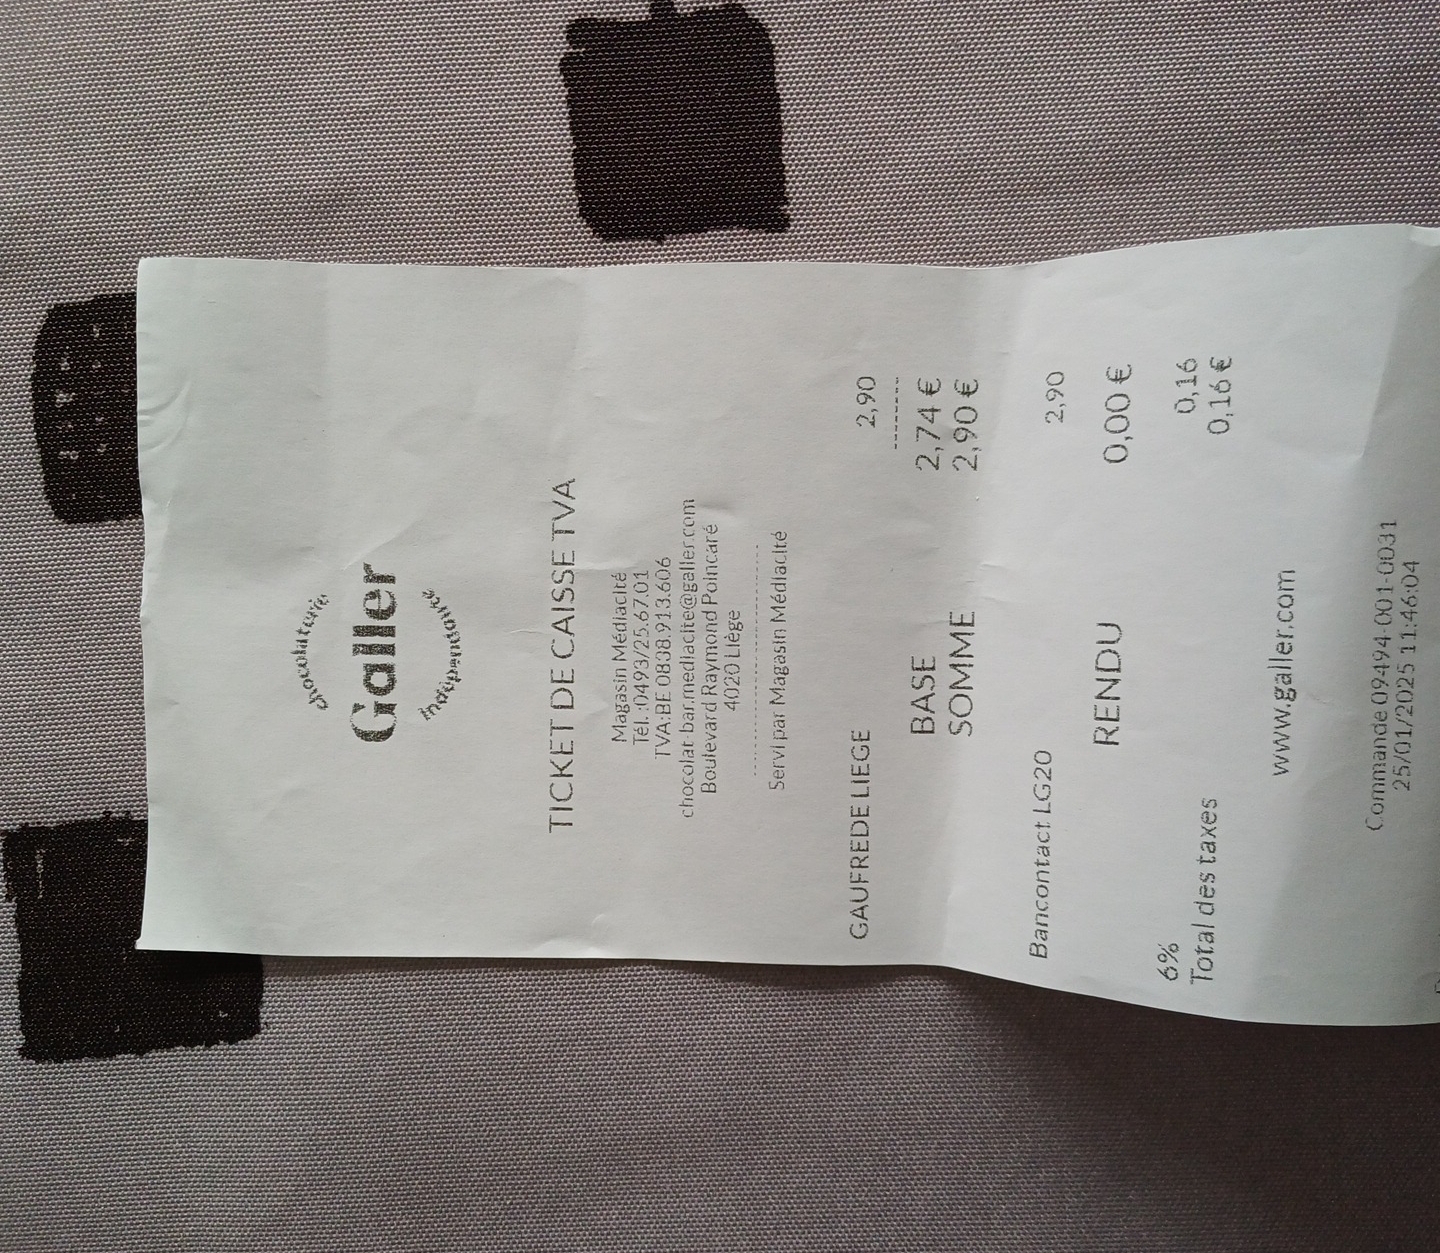 chocolaterie
Galler
indépendante
TICKET DE CAISSE TVA
Magasin Médiacité
Tél. :0493/25.67.01
TVA:BE 0838.913.606
chocolat-bar.mediacite@galler.com
Boulevard Raymond Poincaré
4020 Liège
Servi par Magasin Médiacité
GAUFRE DE LIEGE 2,90
BASE 2,74 €
SOMME 2,90 €
Bancontact LG20 2,90
RENDU 0,00 €
6% 0,16
Total des taxes 0,16 €
www.galler.com
Commande 09494-001-0031
25/01/2025 11:46:04